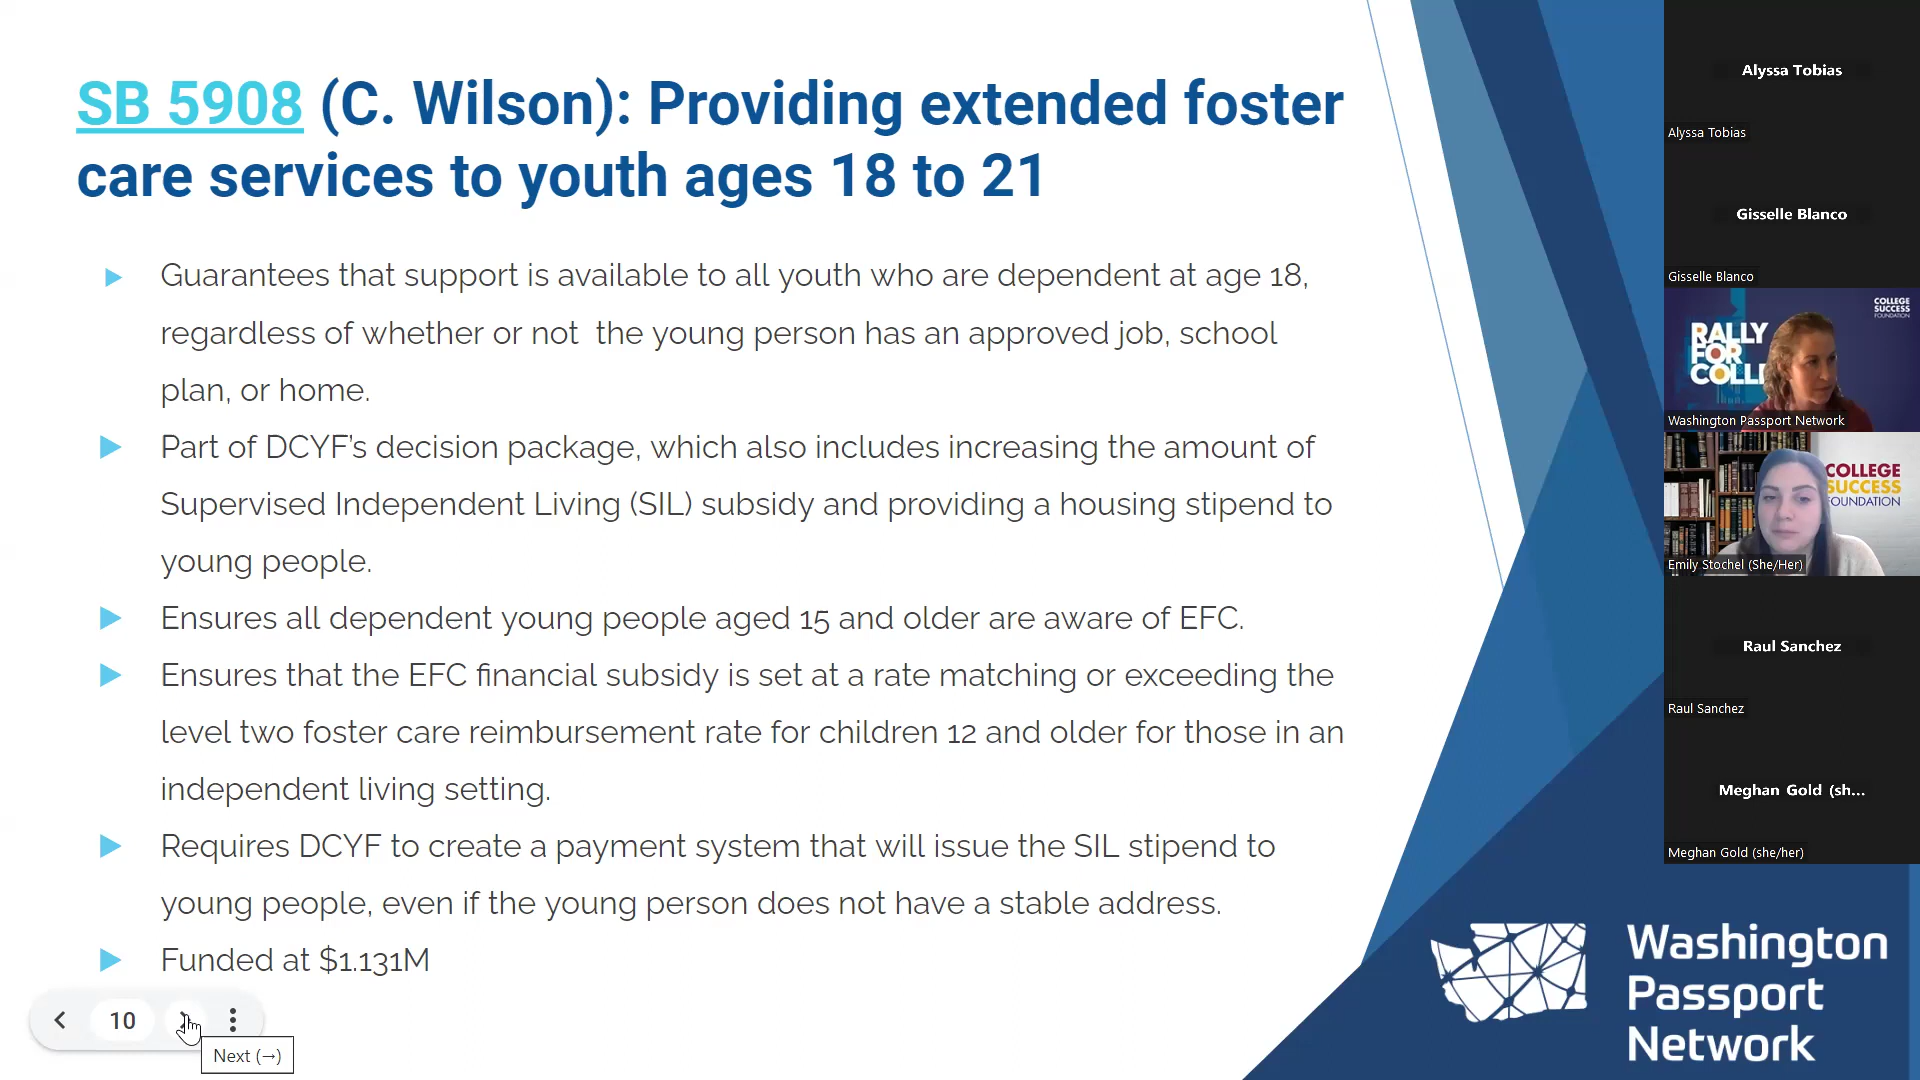 SB 5908 (C. Wilson): Providing extended foster
care services to youth ages 18 to 21
Guarantees that support is available to all youth who are dependent at age 18,
regardless of whether or not the young person has an approved job, school
plan, or home.
Part of DCYF’s decision package, which also includes increasing the amount of
Supervised Independent Living (SIL) subsidy and providing a housing stipend to
young people.
Ensures all dependent young people aged 15 and older are aware of EFC.
Ensures that the EFC financial subsidy is set at a rate matching or exceeding the
level two foster care reimbursement rate for children 12 and older for those in an
independent living setting.
Requires DCYF to create a payment system that will issue the SIL stipend to
young people, even if the young person does not have a stable address.
Funded at $1.131M
10
Next (→)
Alyssa Tobias
Alyssa Tobias
Gisselle Blanco
Gisselle Blanco
COLLEGE
SUCCESS
FOUNDATION
RALLY
FOR
COLL
Washington Passport Network
COLLEGE
SUCCESS
FOUNDATION
Emily Stochel (She/Her)
Raul Sanchez
Raul Sanchez
Meghan Gold (sh...
Meghan Gold (she/her)
Washington
Passport
Network